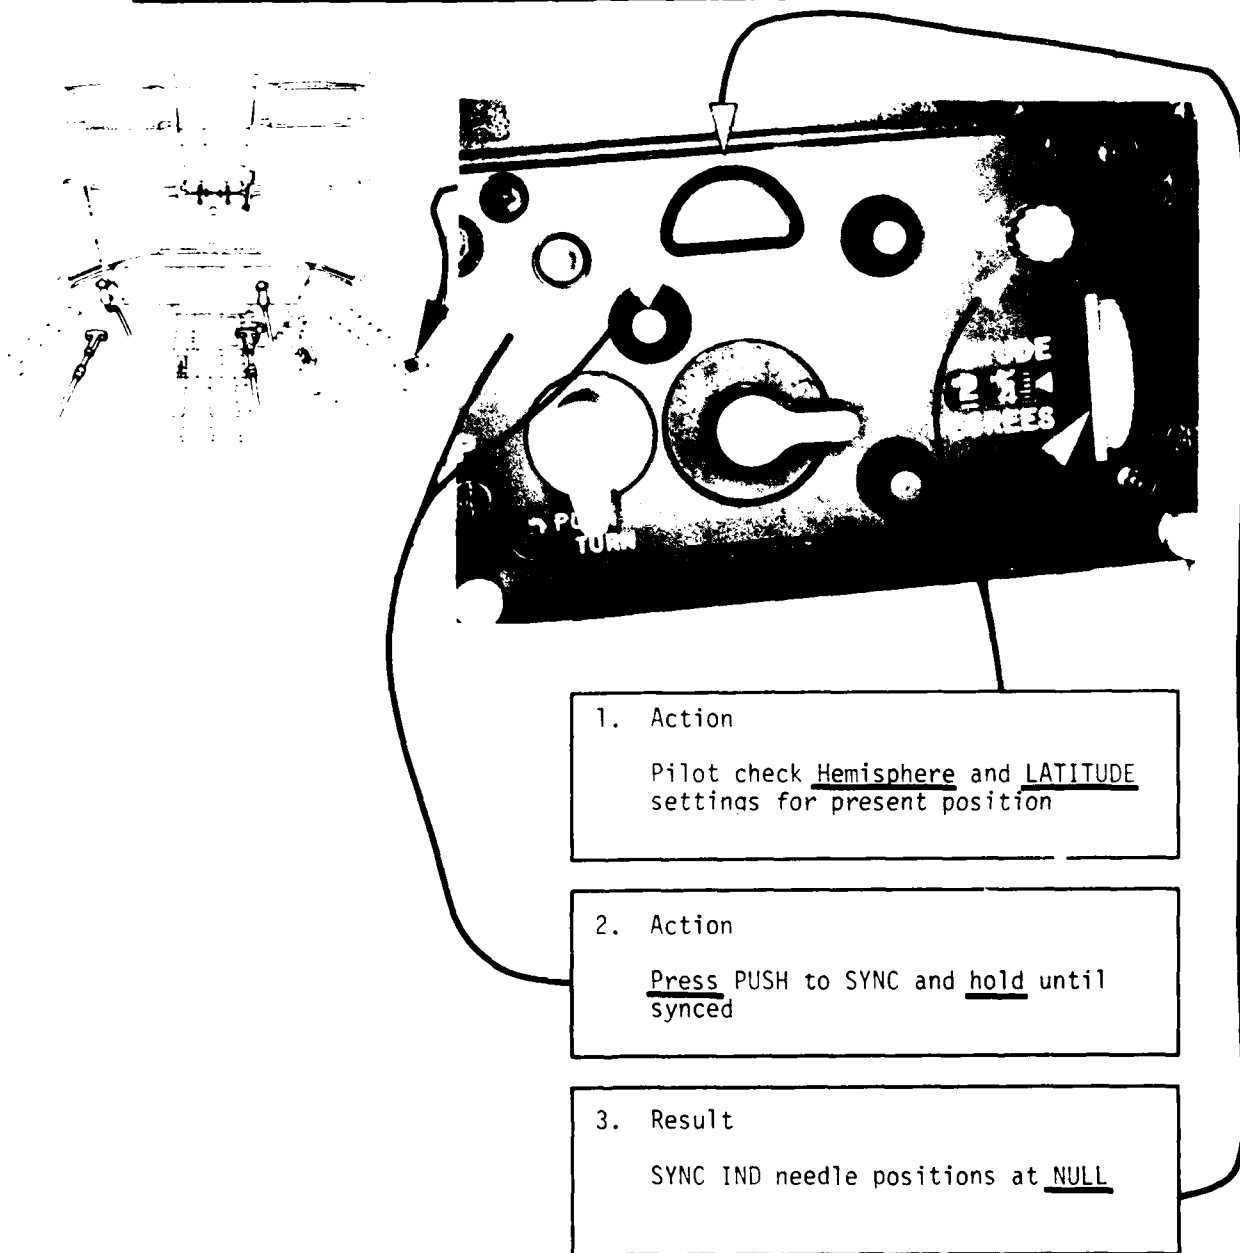 DEGREES
PUSH
TURN
1. Action
Pilot check Hemisphere and LATITUDE
settings for present position
2. Action
Press PUSH to SYNC and hold until
synced
3. Result
SYNC IND needle positions at NULL